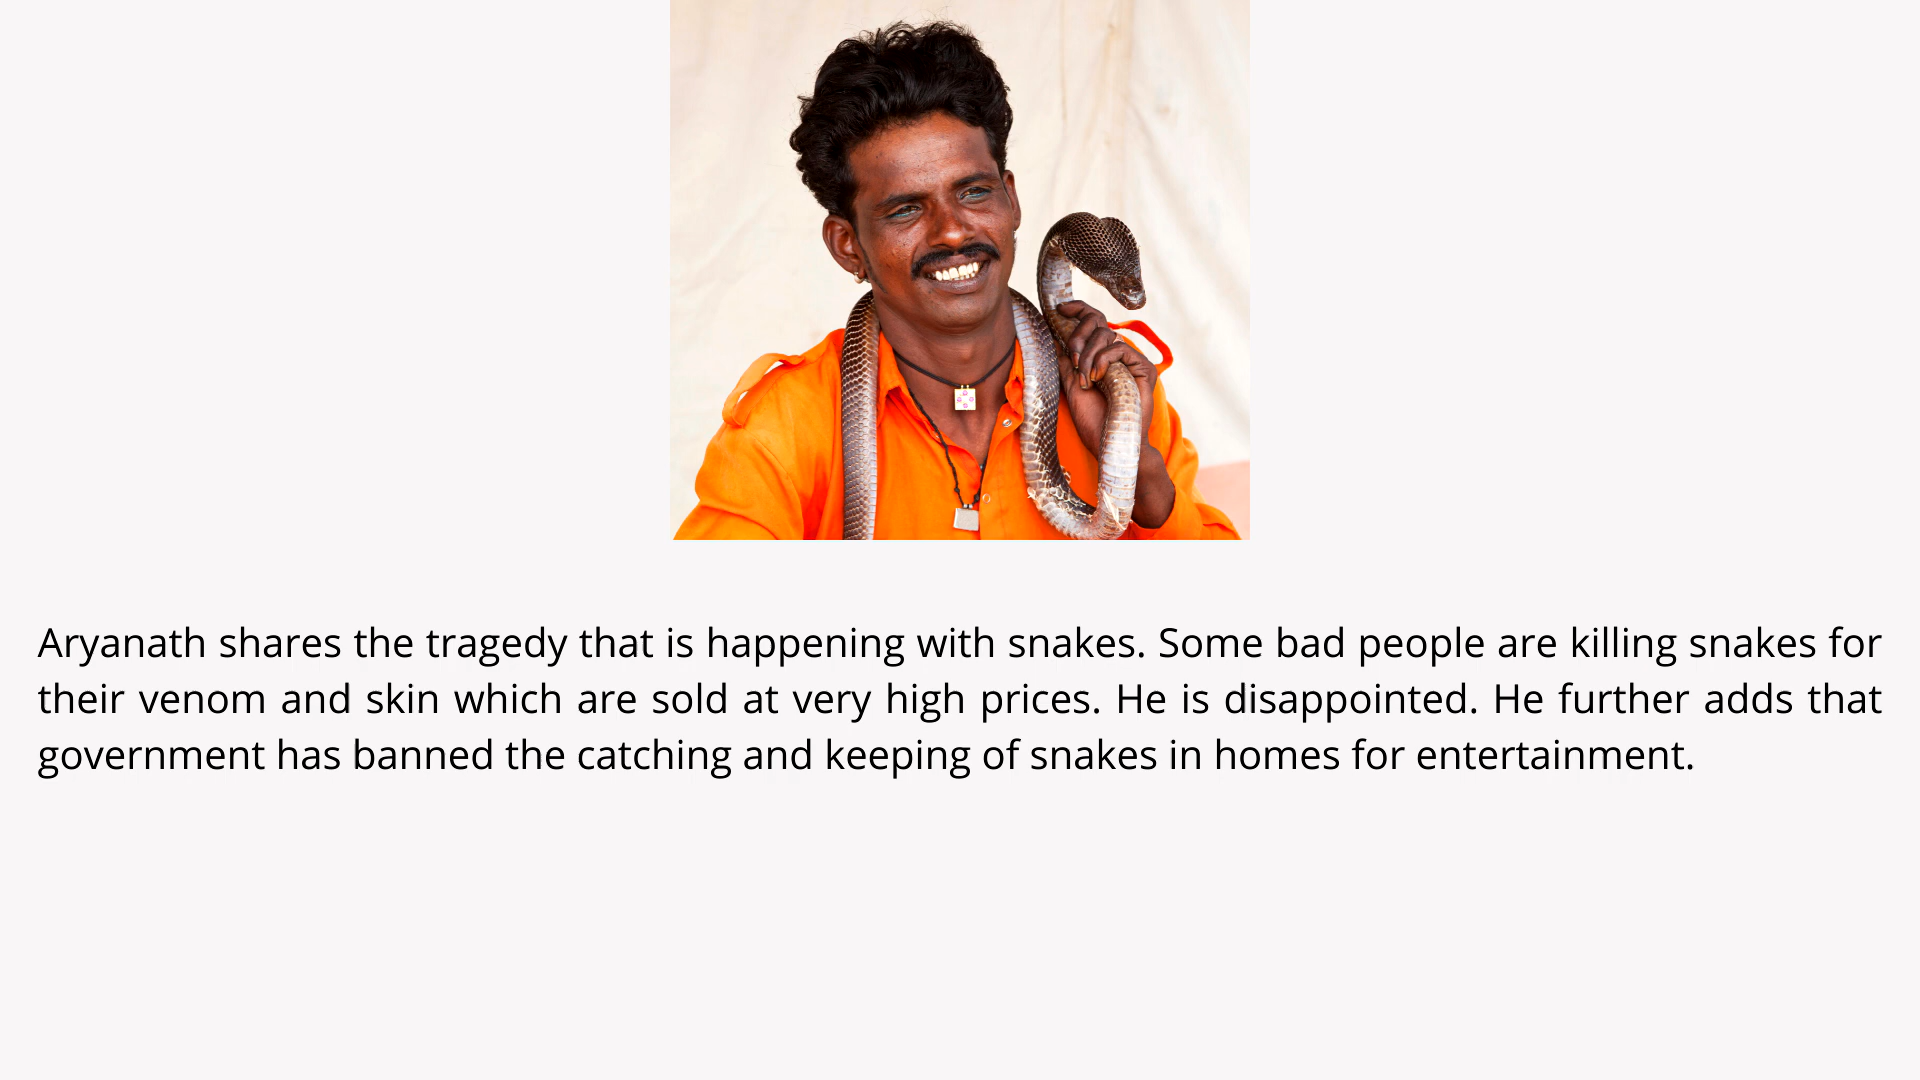 Aryanath shares the tragedy that is happening with snakes. Some bad people are killing snakes for
their venom and skin which are sold at very high prices. He is disappointed. He further adds that
government has banned the catching and keeping of snakes in homes for entertainment.